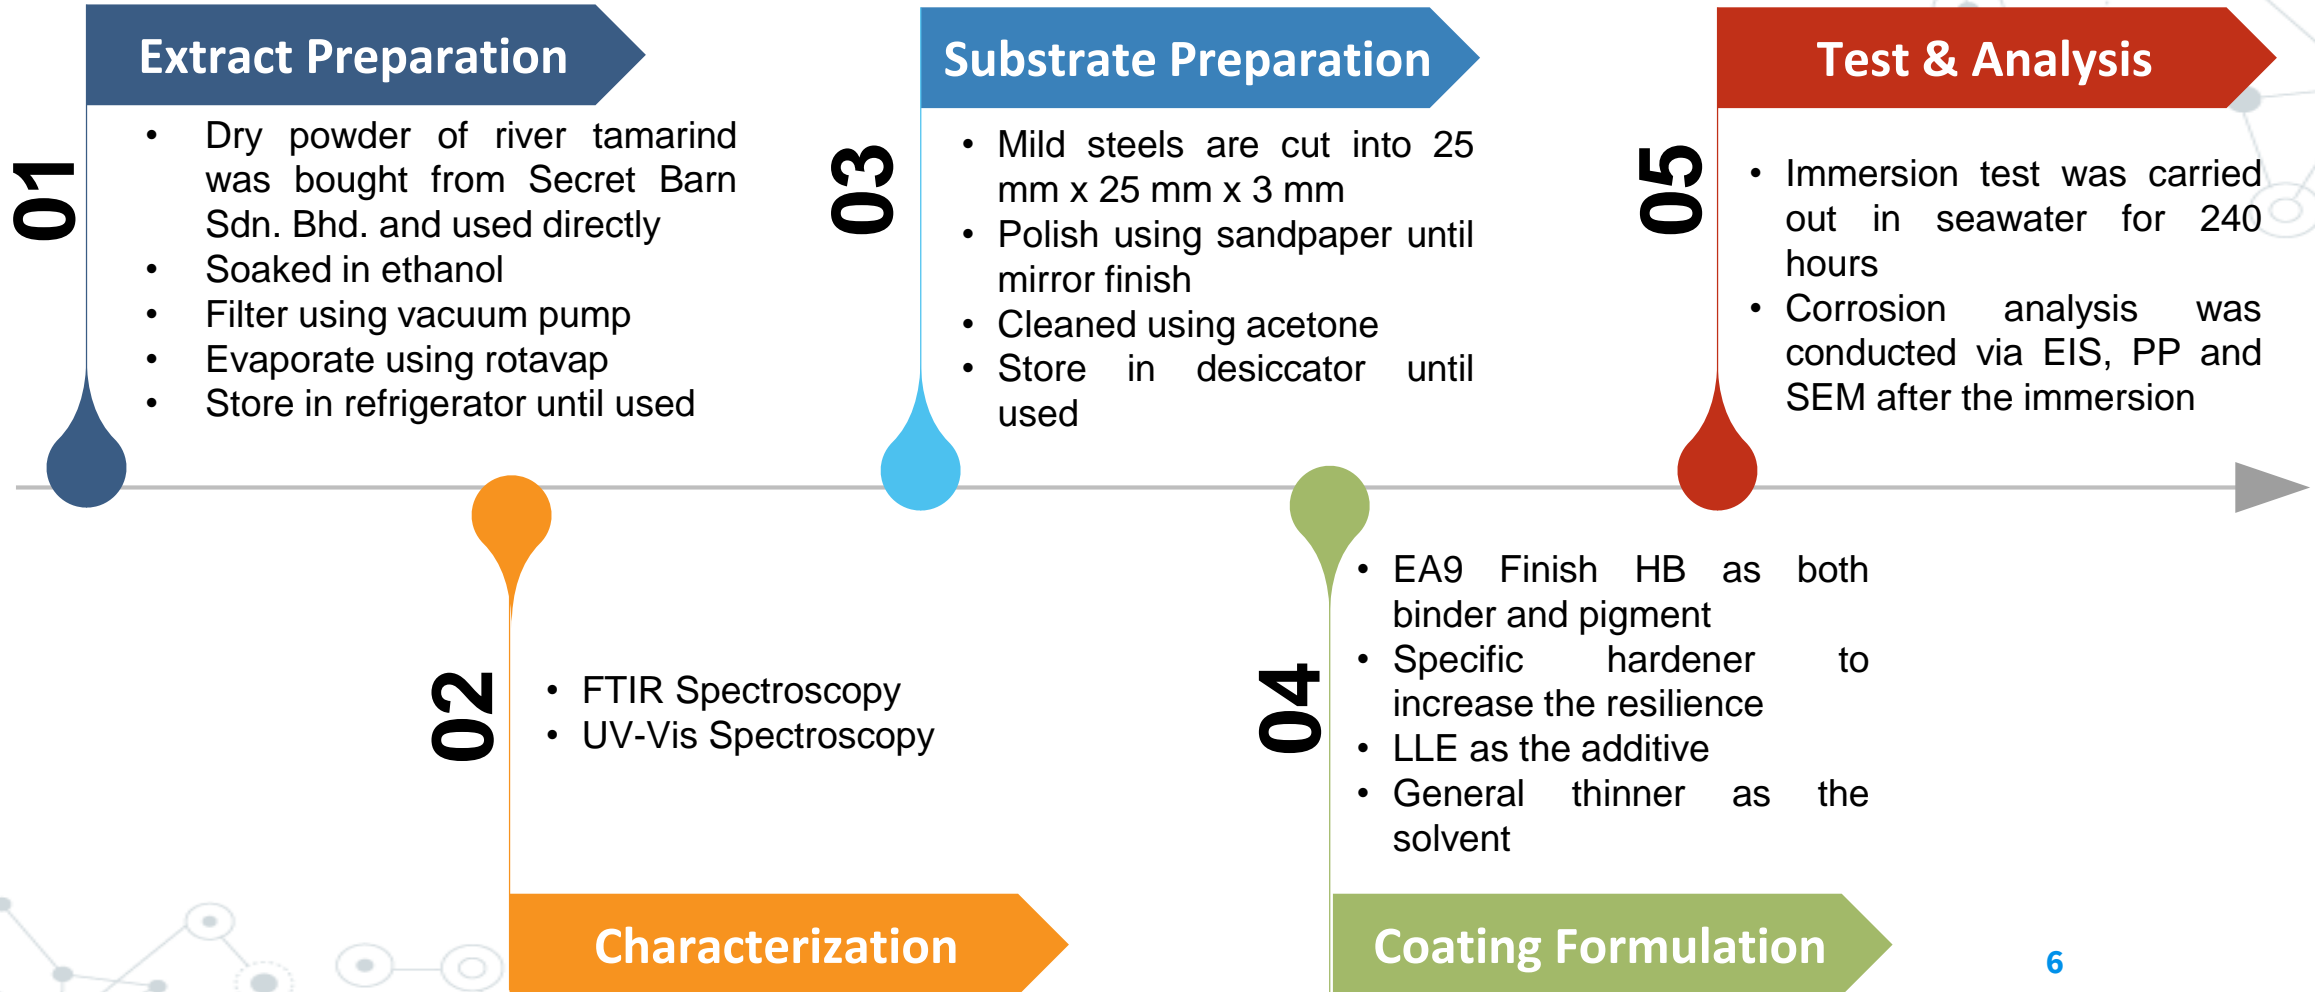 Extract Preparation
01
• Dry powder of river tamarind
was bought from Secret Barn
Sdn. Bhd. and used directly
• Soaked in ethanol
• Filter using vacuum pump
• Evaporate using rotavap
• Store in refrigerator until used
02
• FTIR Spectroscopy
• UV-Vis Spectroscopy
Characterization
Substrate Preparation
03
• Mild steels are cut into 25
mm x 25 mm x 3 mm
• Polish using sandpaper until
mirror finish
• Cleaned using acetone
• Store in desiccator until
used
04
• EA9 Finish HB as both
binder and pigment
• Specific hardener to
increase the resilience
• LLE as the additive
• General thinner as the
solvent
Coating Formulation
Test & Analysis
05
• Immersion test was carried
out in seawater for 240
hours
• Corrosion analysis was
conducted via EIS, PP and
SEM after the immersion
6